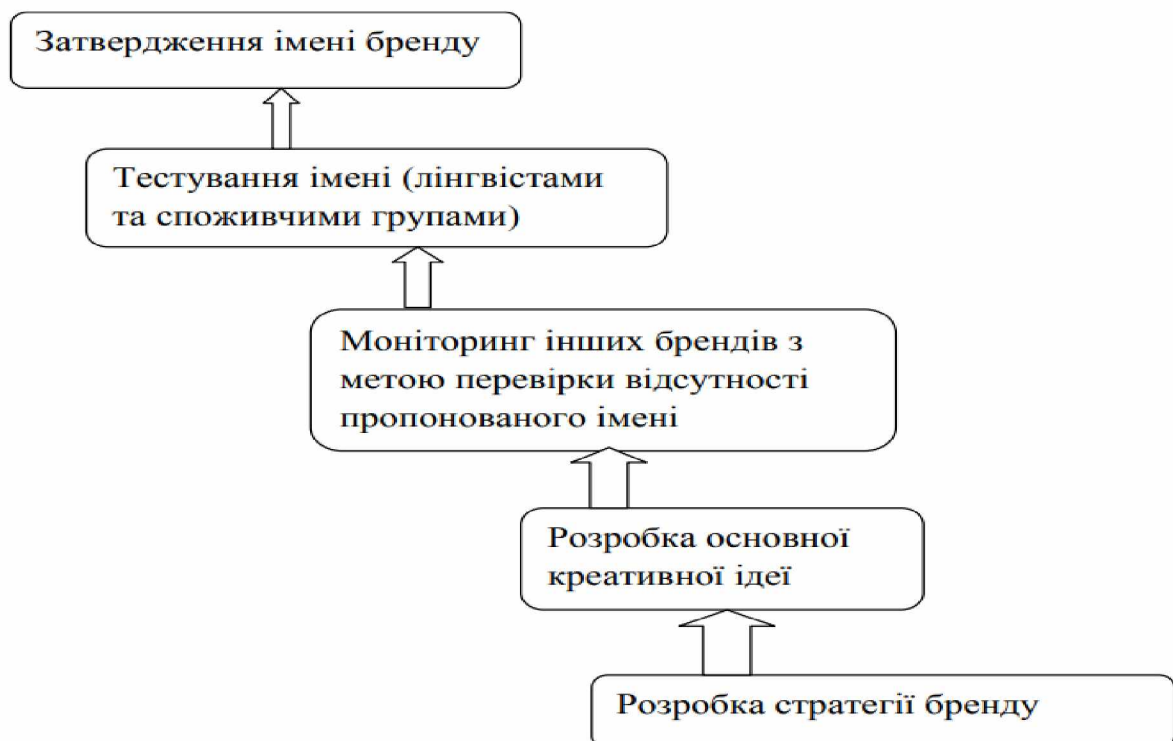 Затвердження імені бренду
Тестування імені (лінгвістами
та споживчими групами)
Моніторинг інших брендів з
метою перевірки відсутності
пропонованого імені
Розробка основної
креативної ідеї
Розробка стратегії бренду